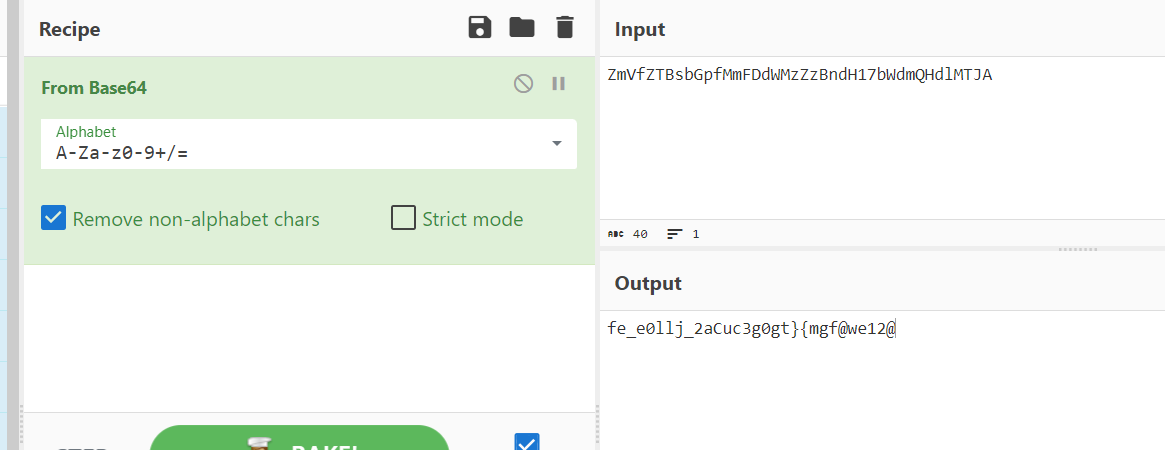 Recipe
From Base64
Alphabet
A-Za-z0-9+/=
Remove non-alphabet chars
Strict mode
Input
ZmVfZTBsbGpfMmFDdWMzZzBndH17bWdmQHdlMTJA
ABC 40 1
Output
fe_e0llj_2aCuc3g0gt}{mgf@we12@
STEP
BAKE!